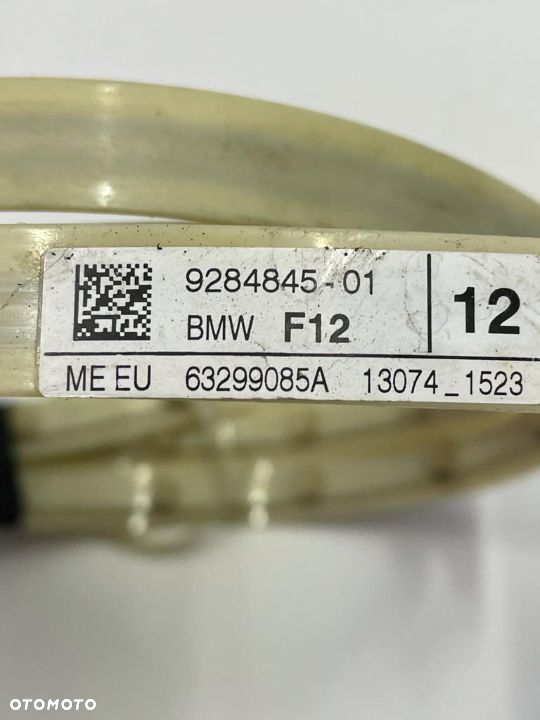 9284845-01
BMW F12
12
ME EU 63299085A 13074_1523
OTOMOTO